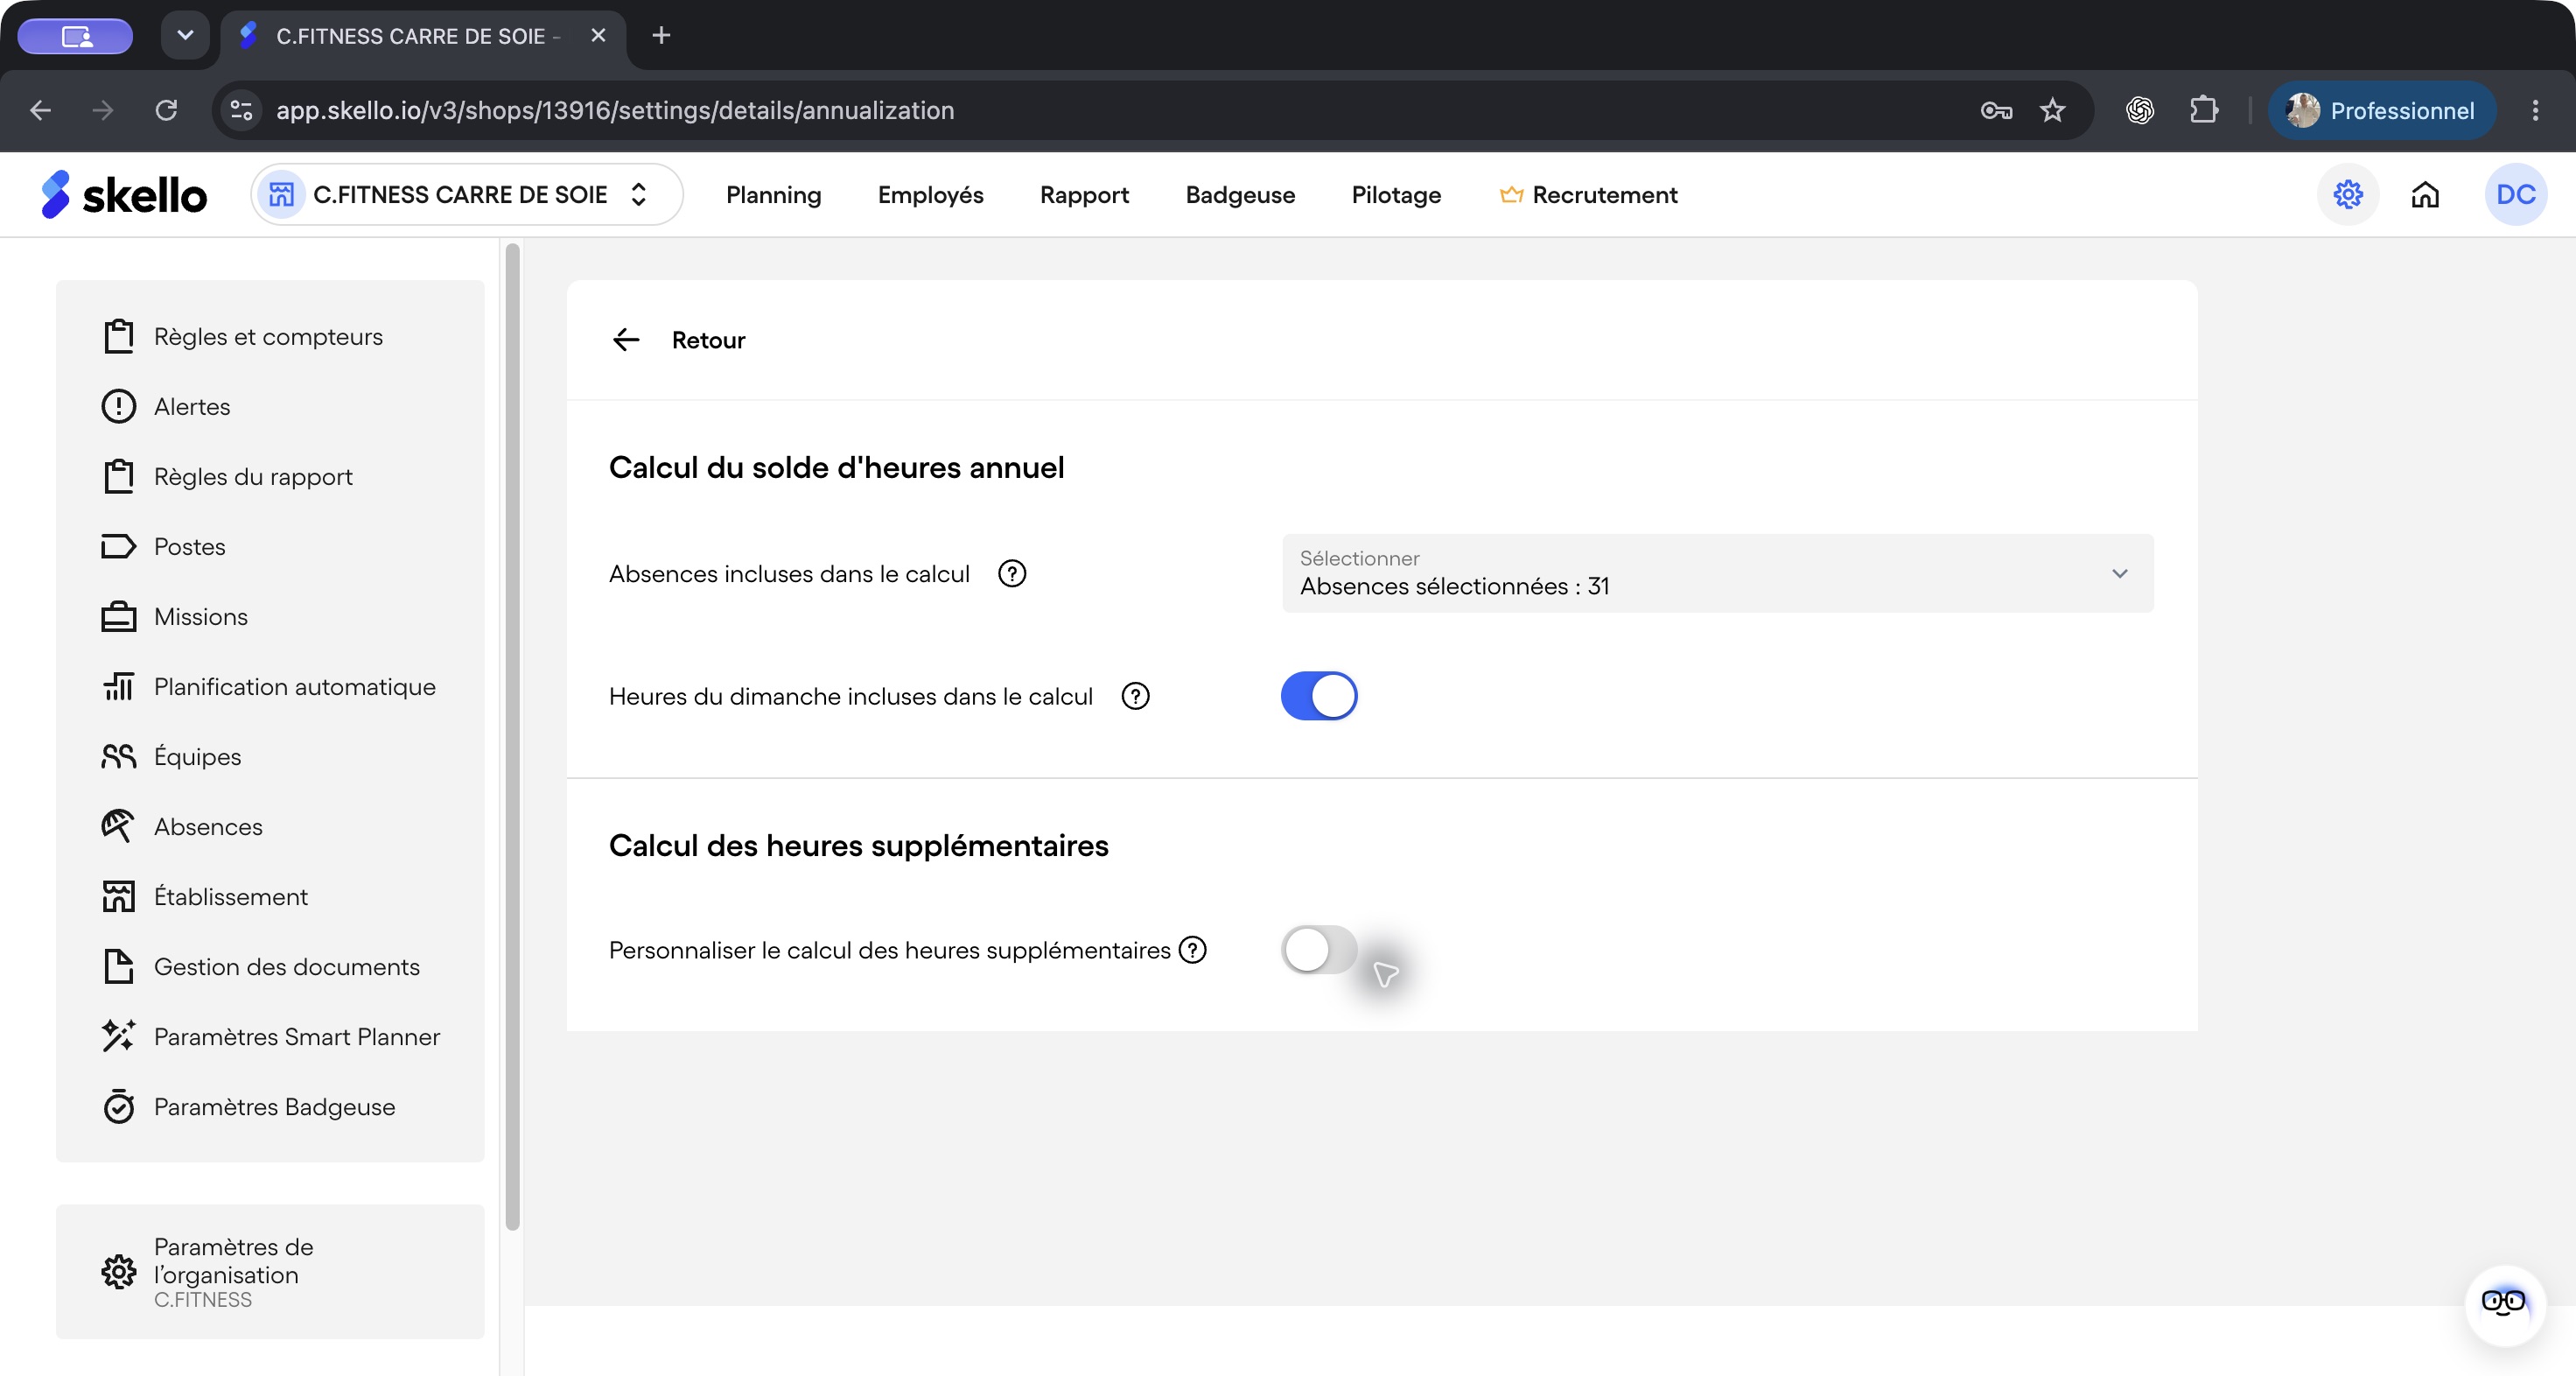 C.FITNESS CARRE DE SOIE -
app.skello.io/v3/shops/13916/settings/details/annualization
Professionnel
skello
C.FITNESS CARRE DE SOIE
Planning
Employés
Rapport
Badgeuse
Pilotage
Recrutement
DC
Règles et compteurs
Alertes
Règles du rapport
Postes
Missions
Planification automatique
Équipes
Absences
Établissement
Gestion des documents
Paramètres Smart Planner
Paramètres Badgeuse
Paramètres de
l’organisation
C.FITNESS
Retour
Calcul du solde d'heures annuel
Absences incluses dans le calcul
Sélectionner
Absences sélectionnées : 31
Heures du dimanche incluses dans le calcul
Calcul des heures supplémentaires
Personnaliser le calcul des heures supplémentaires